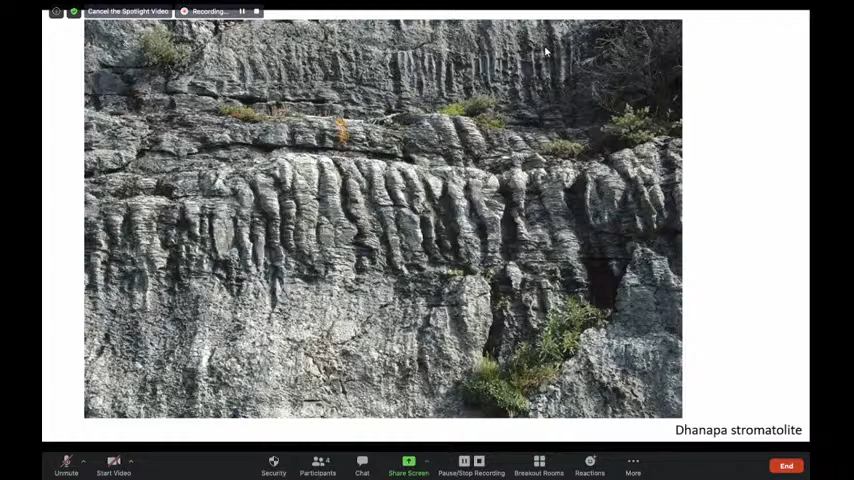 Cancel the Spotlight Video
Recording...
Dhanapa stromatolite
Unmute
Start Video
Security
Participants
4
Chat
Share Screen
Pause/Stop Recording
Breakout Rooms
Reactions
More
End